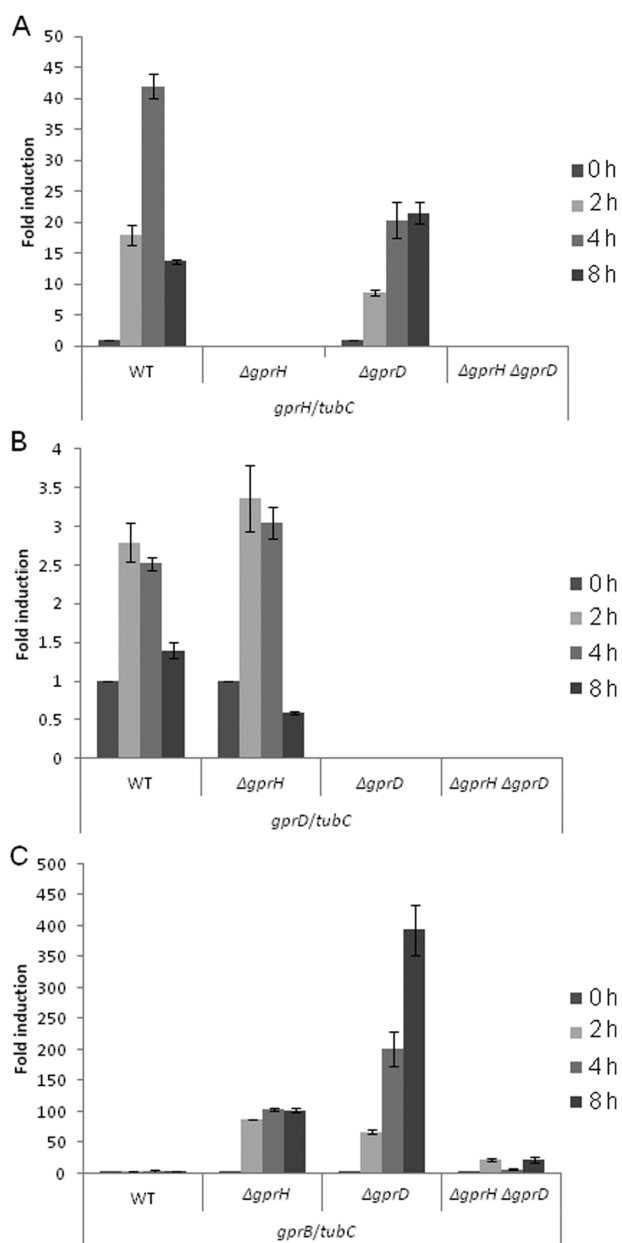 A
50
45
40
35
30
25
20
15
10
5
0
Fold induction
WT
ΔgprH
ΔgprD
ΔgprH ΔgprD
gprH/tubC
0 h
2 h
4 h
8 h
B
4
3.5
3
2.5
2
1.5
1
0.5
0
Fold induction
WT
ΔgprH
ΔgprD
ΔgprH ΔgprD
gprD/tubC
0 h
2 h
4 h
8 h
C
500
450
400
350
300
250
200
150
100
50
0
Fold induction
WT
ΔgprH
ΔgprD
ΔgprH ΔgprD
gprB/tubC
0 h
2 h
4 h
8 h